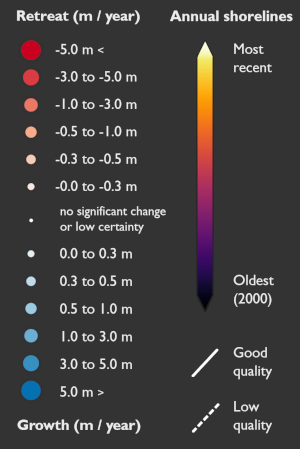 Retreat (m / year)
-5.0 m <
-3.0 to -5.0 m
-1.0 to -3.0 m
-0.5 to -1.0 m
-0.3 to -0.5 m
-0.0 to -0.3 m
no significant change
or low certainty
0.0 to 0.3 m
0.3 to 0.5 m
0.5 to 1.0 m
1.0 to 3.0 m
3.0 to 5.0 m
5.0 m >
Growth (m / year)
Annual shorelines
Most
recent
Oldest
(2000)
Good
quality
Low
quality